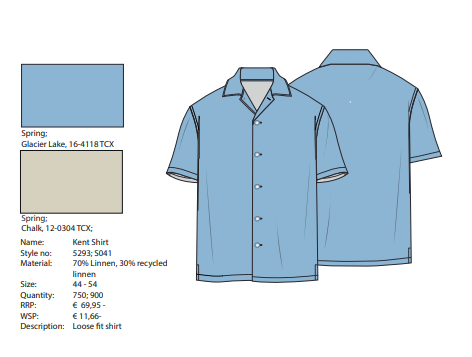 Spring;
Glacier Lake, 16-4118 TCX
Spring;
Chalk, 12-0304 TCX;
Name: Kent Shirt
Style no: 5293; 5041
Material: 70% Linnen, 30% recycled
linnen
Size: 44 - 54
Quantity: 750; 900
RRP: € 69,95 -
WSP: € 11,66-
Description: Loose fit shirt